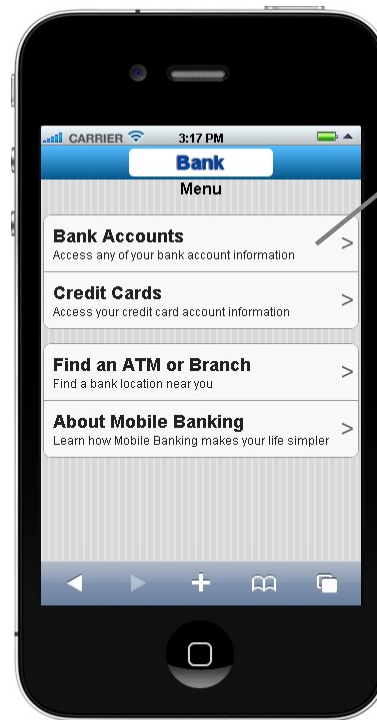 CARRIER 3:17 PM
Bank
Menu
Bank Accounts
Access any of your bank account information
Credit Cards
Access your credit card account information
Find an ATM or Branch
Find a bank location near you
About Mobile Banking
Learn how Mobile Banking makes your life simpler